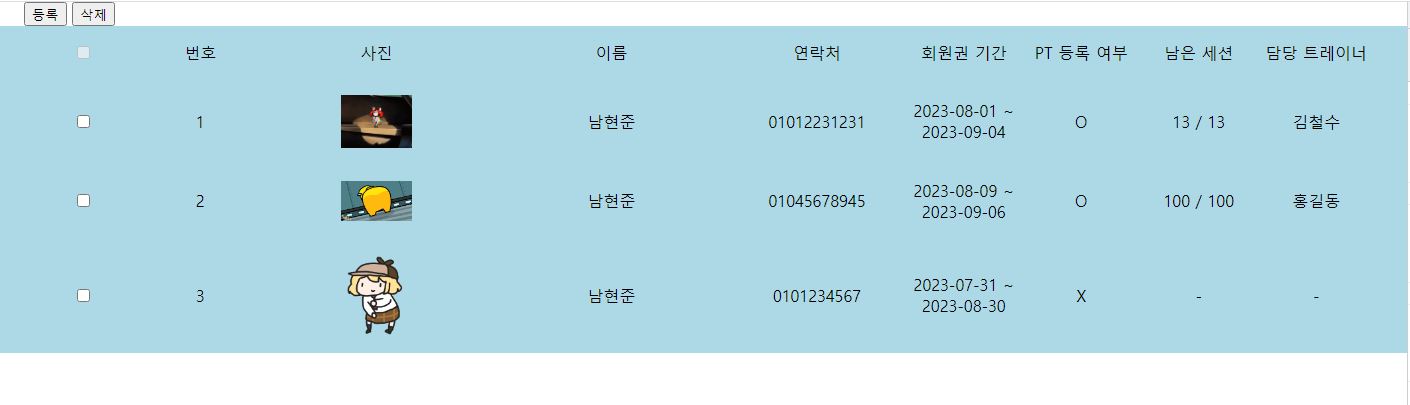 등록 삭제
번호 사진 이름 연락처 회원권 기간 PT 등록 여부 남은 세션 담당 트레이너
1 남현준 01012231231 2023-08-01 ~ 2023-09-04 O 13 / 13 김철수
2 남현준 01045678945 2023-08-09 ~ 2023-09-06 O 100 / 100 홍길동
3 남현준 0101234567 2023-07-31 ~ 2023-08-30 X - -